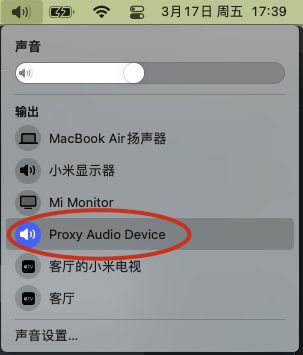 3月17日 周五 17:39
声音
输出
MacBook Air扬声器
小米显示器
Mi Monitor
Proxy Audio Device
客厅的小米电视
tv
客厅
tv
声音设置...